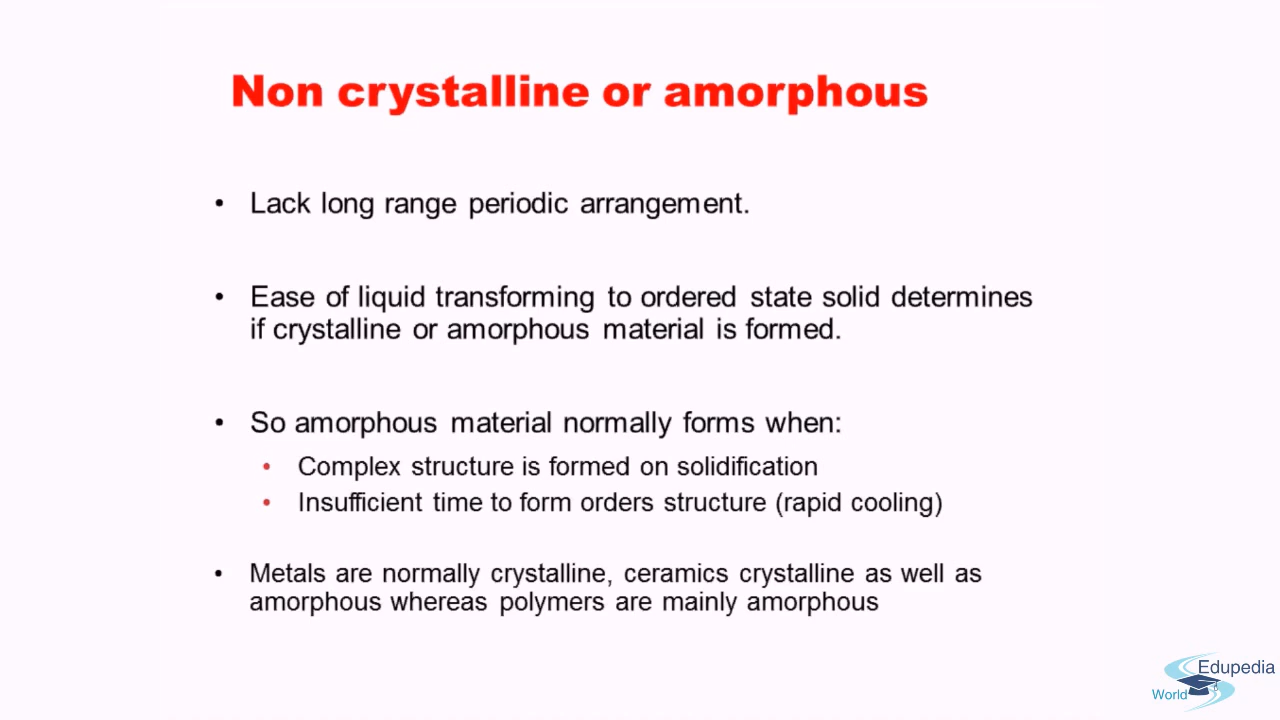 Non crystalline or amorphous
• Lack long range periodic arrangement.
• Ease of liquid transforming to ordered state solid determines
if crystalline or amorphous material is formed.
• So amorphous material normally forms when:
• Complex structure is formed on solidification
• Insufficient time to form orders structure (rapid cooling)
• Metals are normally crystalline, ceramics crystalline as well as
amorphous whereas polymers are mainly amorphous
Edupedia
World